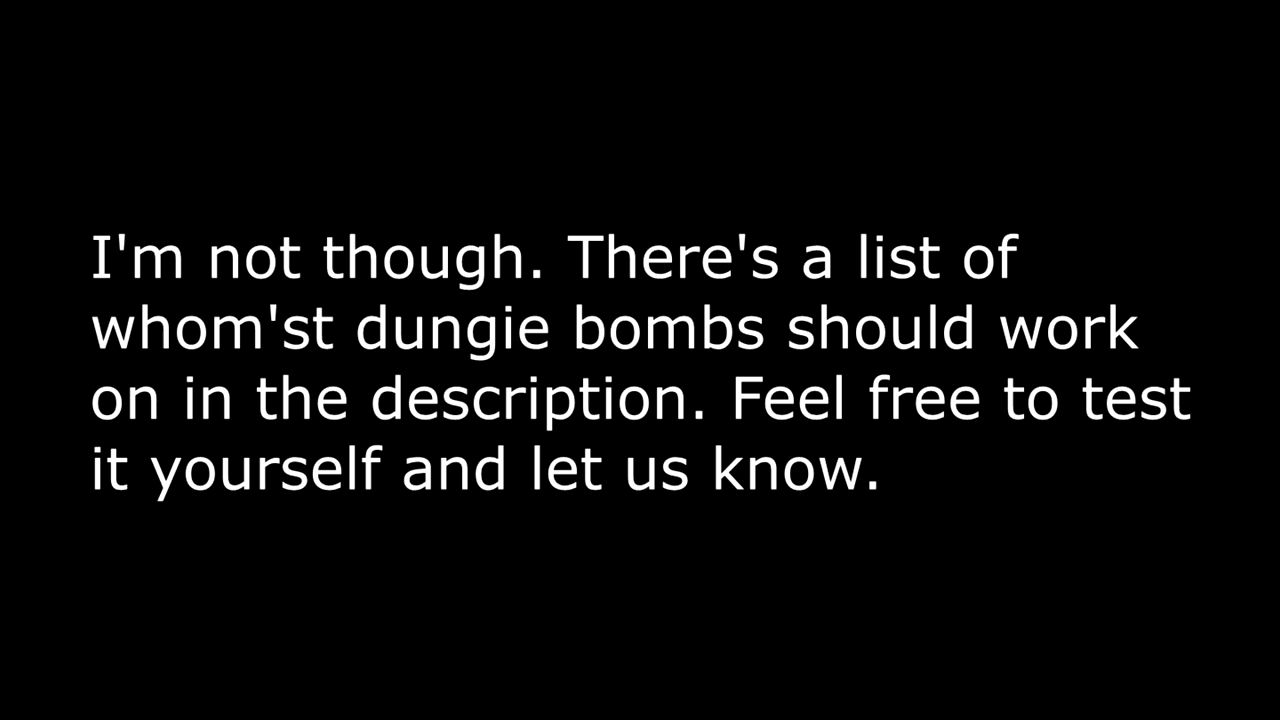 I'm not though. There's a list of
whom'st dungie bombs should work
on in the description. Feel free to test
it yourself and let us know.